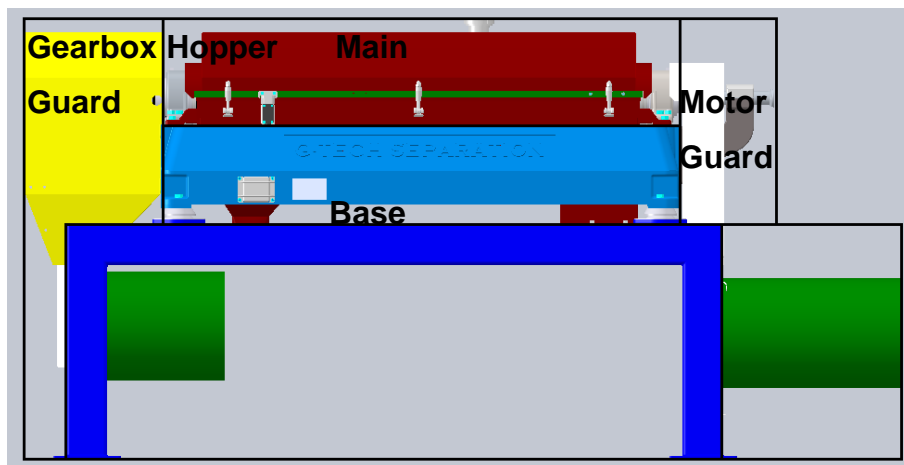 Gearbox Hopper Main
Guard Motor
G-TECH SEPARATION Guard
Base